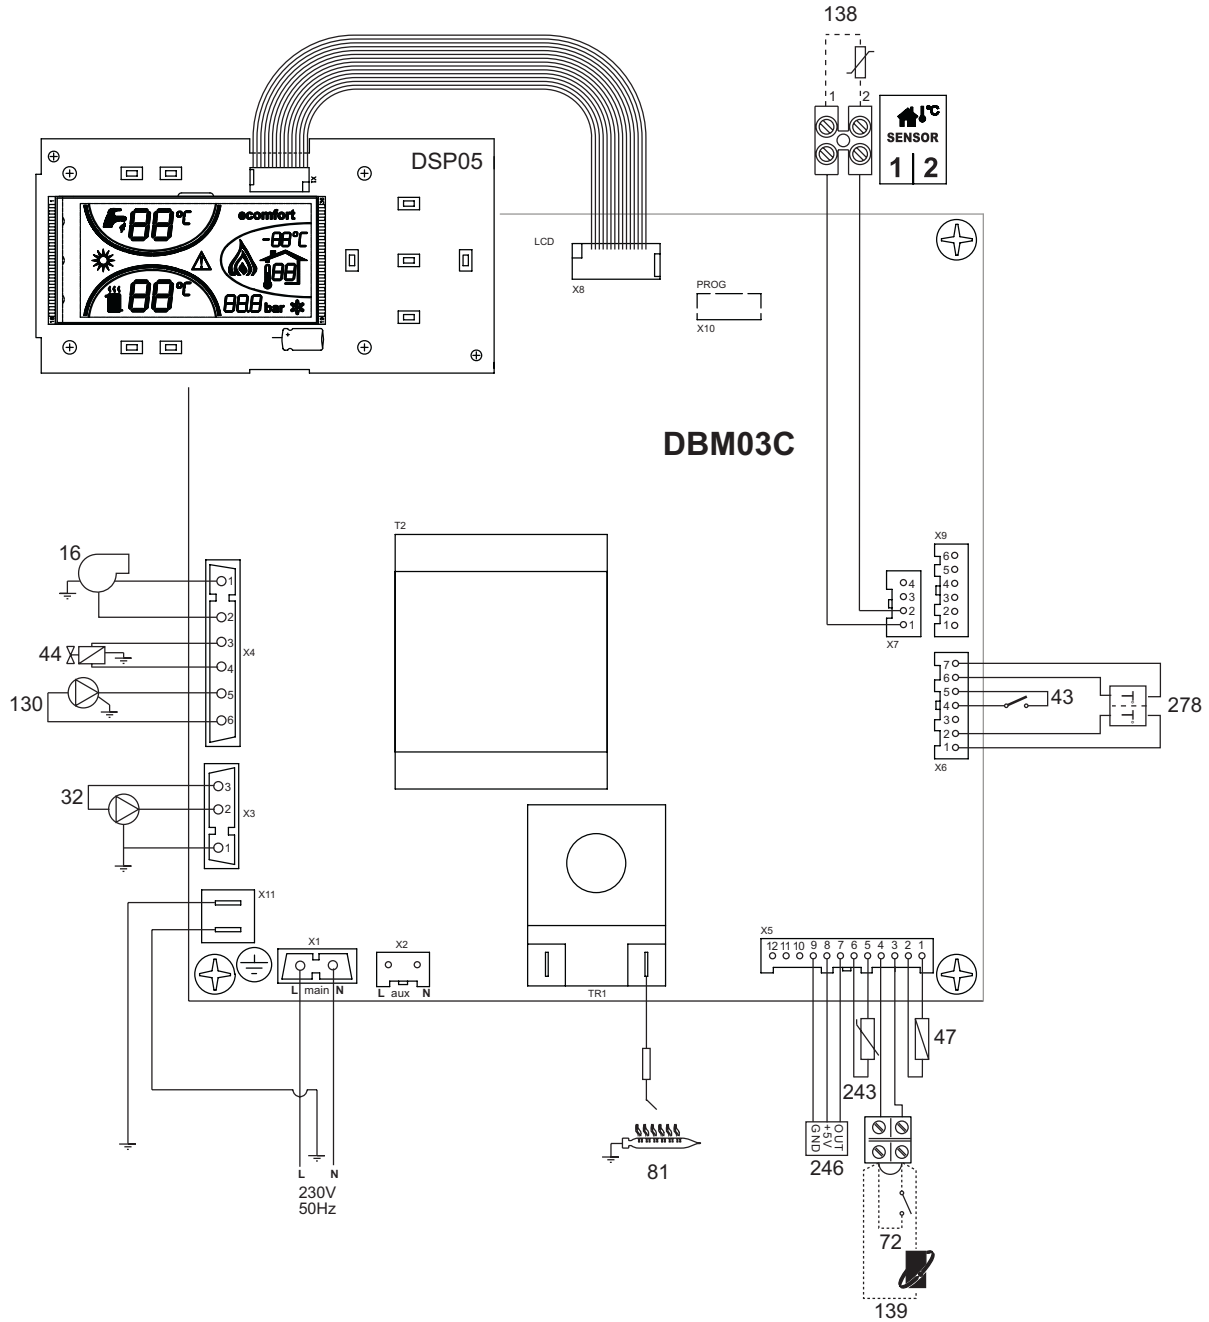 138
1 2
°C
SENSOR
1 2
DSP05
X1
88 °C
ecomfort
-88°C
88
88 °C
88.8 bar
+
LCD
X8
PROG
X10
DBM03C
T2
X9
6
5
4
3
2
1
4
3
2
1
X7
16
44
130
1
2
3
4
5
6
X4
7
6
5
4
3
2
1
X6
43
278
32
3
2
1
X3
X11
X1
L main N
X2
L aux N
TR1
X5
12 11 10 9 8 7 6 5 4 3 2 1
47
243
GND
+5V
OUT
246
81
L N
230V
50Hz
72
139